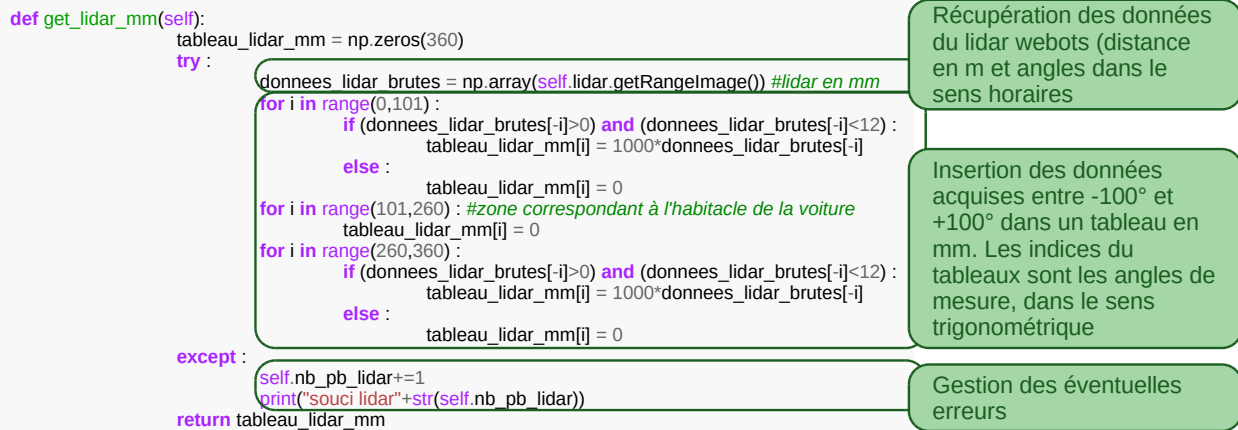 def get_lidar_mm(self):
tableau_lidar_mm = np.zeros(360)
try :
donnees_lidar_brutes = np.array(self.lidar.getRangeImage()) #lidar en mm
for i in range(0,101) :
if (donnees_lidar_brutes[-i]>0) and (donnees_lidar_brutes[-i]<12) :
tableau_lidar_mm[i] = 1000*donnees_lidar_brutes[-i]
else :
tableau_lidar_mm[i] = 0
for i in range(101,260) : #zone correspondant à l'habitacle de la voiture
tableau_lidar_mm[i] = 0
for i in range(260,360) :
if (donnees_lidar_brutes[-i]>0) and (donnees_lidar_brutes[-i]<12) :
tableau_lidar_mm[i] = 1000*donnees_lidar_brutes[-i]
else :
tableau_lidar_mm[i] = 0
except :
self.nb_pb_lidar+=1
print("souci lidar"+str(self.nb_pb_lidar))
return tableau_lidar_mm
Récupération des données
du lidar webots (distance
en m et angles dans le
sens horaires
Insertion des données
acquises entre -100° et
+100° dans un tableau en
mm. Les indices du
tableaux sont les angles de
mesure, dans le sens
trigonométrique
Gestion des éventuelles
erreurs